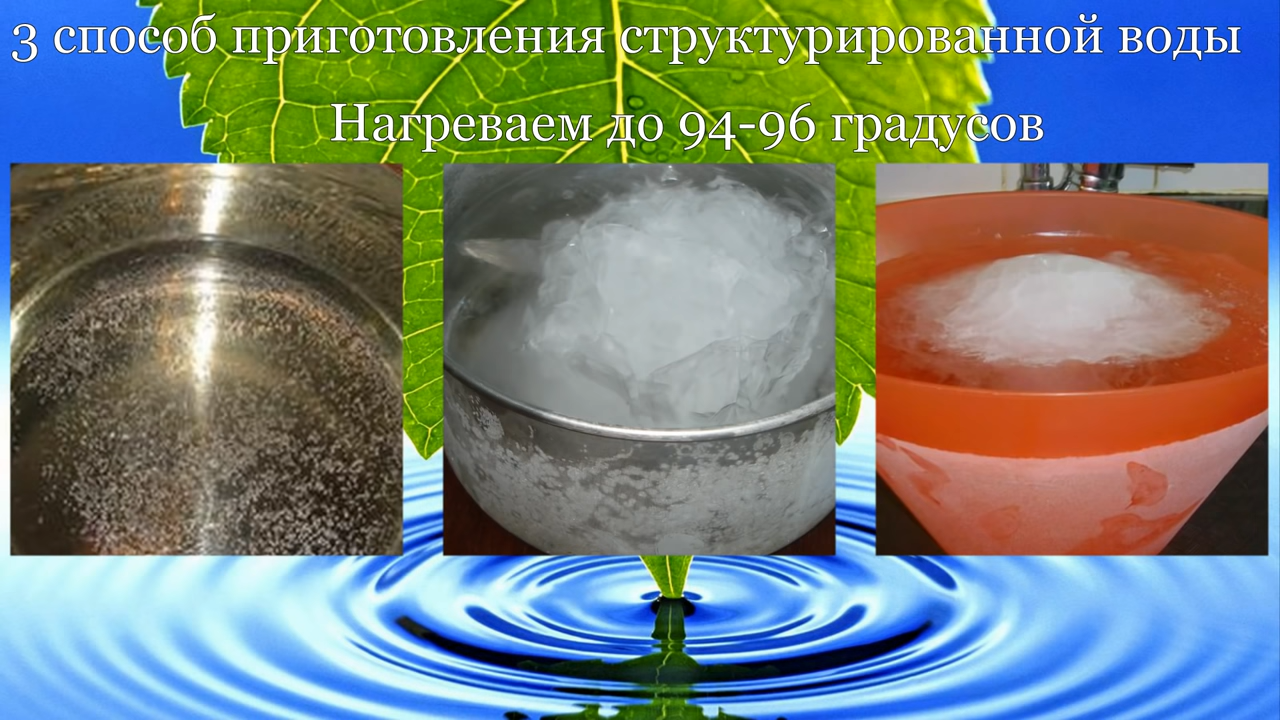 3 способ приготовления структурированной воды
Нагреваем до 94-96 градусов